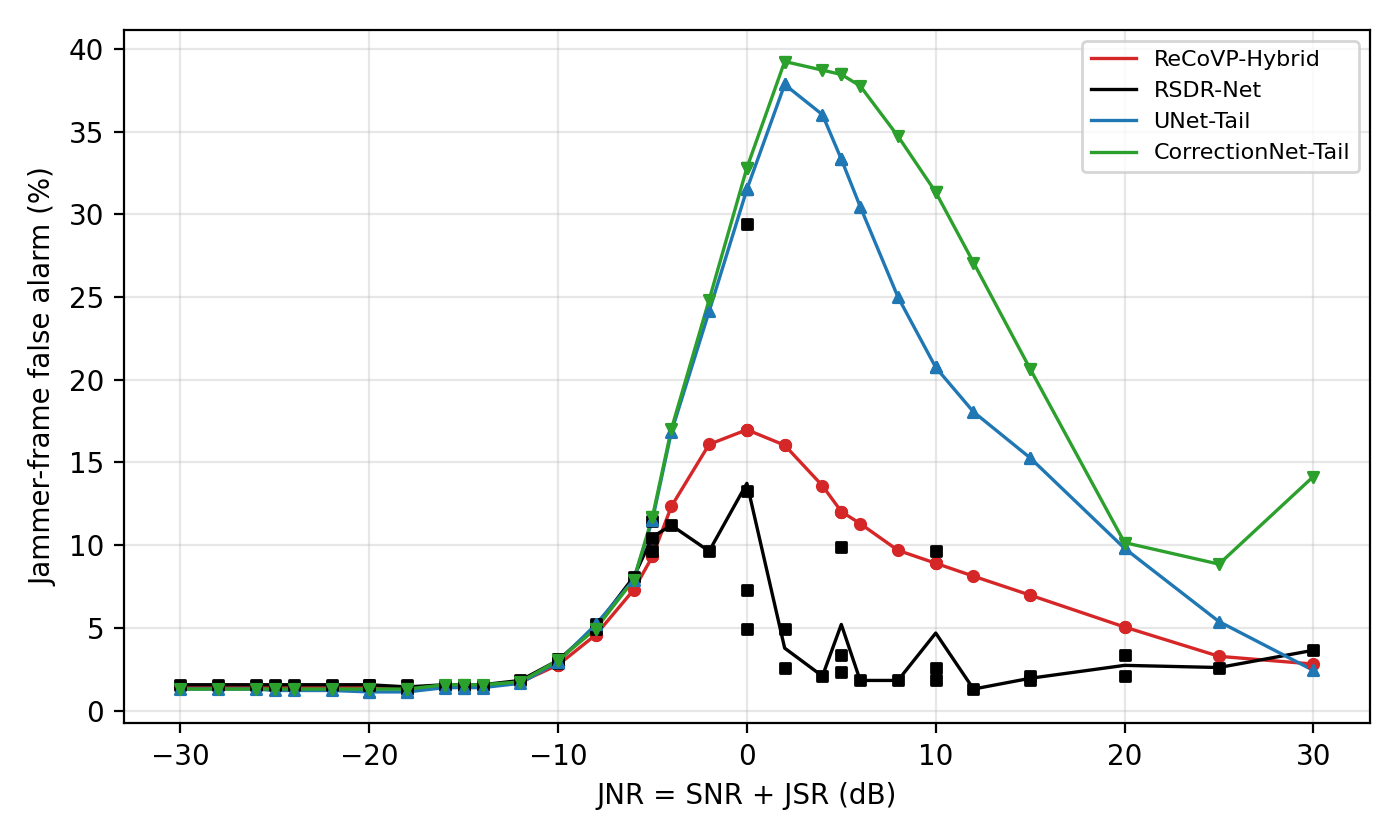 40
35
30
25
20
15
10
5
0
Jammer-frame false alarm (%)
ReCoVP-Hybrid
RSDR-Net
UNet-Tail
CorrectionNet-Tail
−30
−20
−10
0
10
20
30
JNR = SNR + JSR (dB)